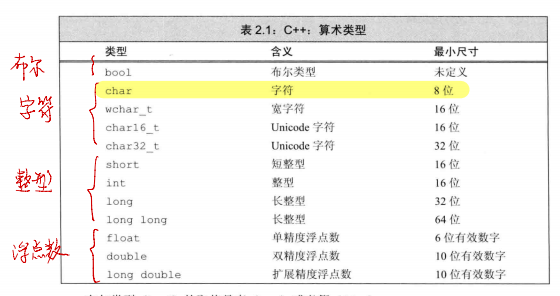 表 2.1：C++：算术类型
类型 含义 最小尺寸
布尔
bool 布尔类型 未定义
字符
char 字符 8 位
wchar_t 宽字符 16 位
char16_t Unicode 字符 16 位
char32_t Unicode 字符 32 位
整型
short 短整型 16 位
int 整型 16 位
long 长整型 32 位
long long 长整型 64 位
浮点数
float 单精度浮点数 6 位有效数字
double 双精度浮点数 10 位有效数字
long double 扩展精度浮点数 10 位有效数字